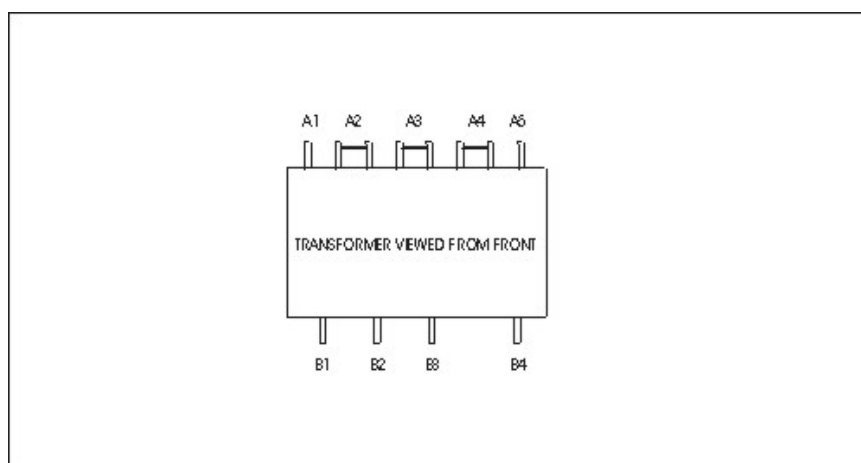 A1 A2 A3 A4 A5
TRANSFORMER VIEWED FROM FRONT
B1 B2 B3 B4